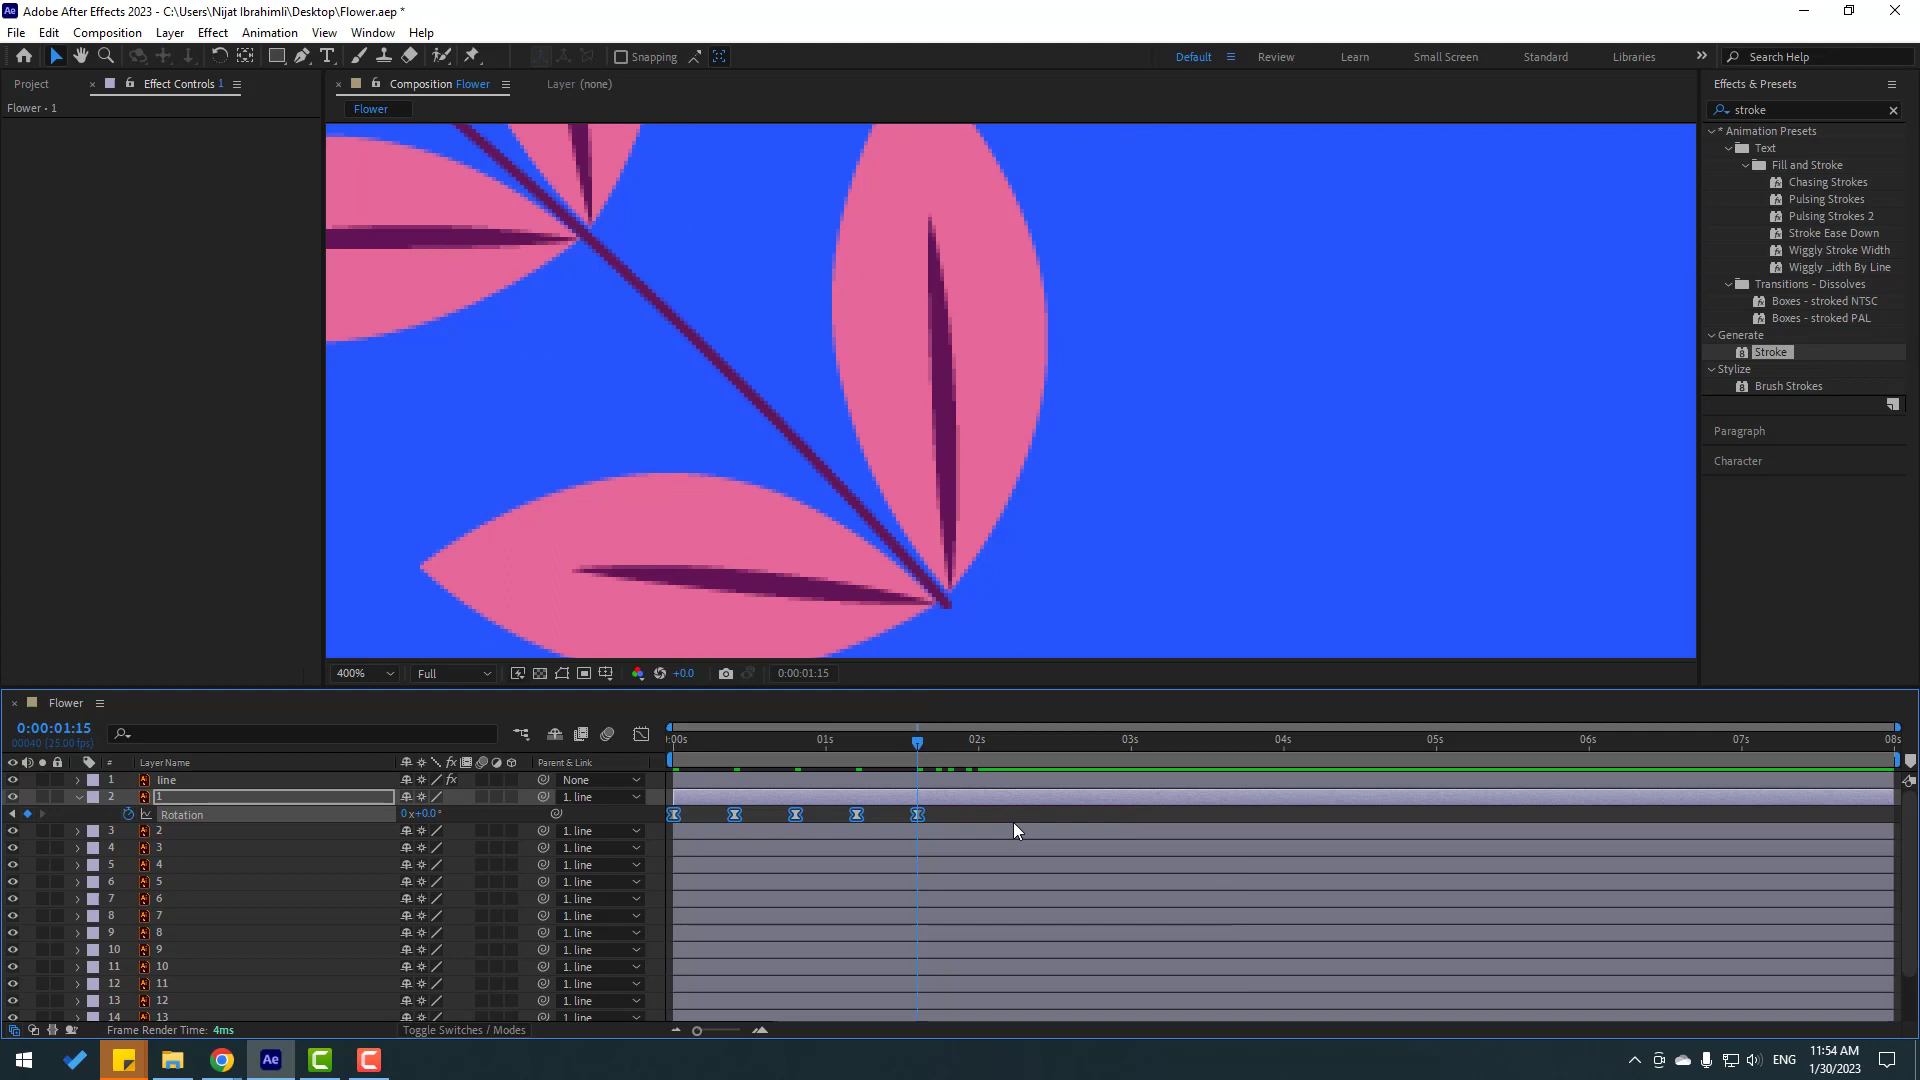 Ae Adobe After Effects 2023 - C:\Users\Nijat Ibrahimli\Desktop\Flower.aep *
File Edit Composition Layer Effect Animation View Window Help
Snapping Default Review Learn Small Screen Standard Libraries Search Help
Project Effect Controls 1 Composition Flower Layer (none) Effects & Presets
Flower • 1 Flower stroke
* Animation Presets
Text
Fill and Stroke
Chasing Strokes
Pulsing Strokes
Pulsing Strokes 2
Stroke Ease Down
Wiggly Stroke Width
Wiggly ...idth By Line
Transitions - Dissolves
Boxes - stroked NTSC
Boxes - stroked PAL
Generate
Stroke
Stylize
Brush Strokes
Paragraph
Character
400% Full +0.0 0:00:01:15
Flower
0:00:01:15
00040 (25.00 fps)
:00s 01s 02s 03s 04s 05s 06s 07s 08s
# Layer Name fx Parent & Link
1 line fx None
2 1 1. line
Rotation 0x+0.0°
3 2 1. line
4 3 1. line
5 4 1. line
6 5 1. line
7 6 1. line
8 7 1. line
9 8 1. line
10 9 1. line
11 10 1. line
12 11 1. line
13 12 1. line
14 13
Frame Render Time: 4ms Toggle Switches / Modes
Ae C C ENG 11:54 AM
1/30/2023